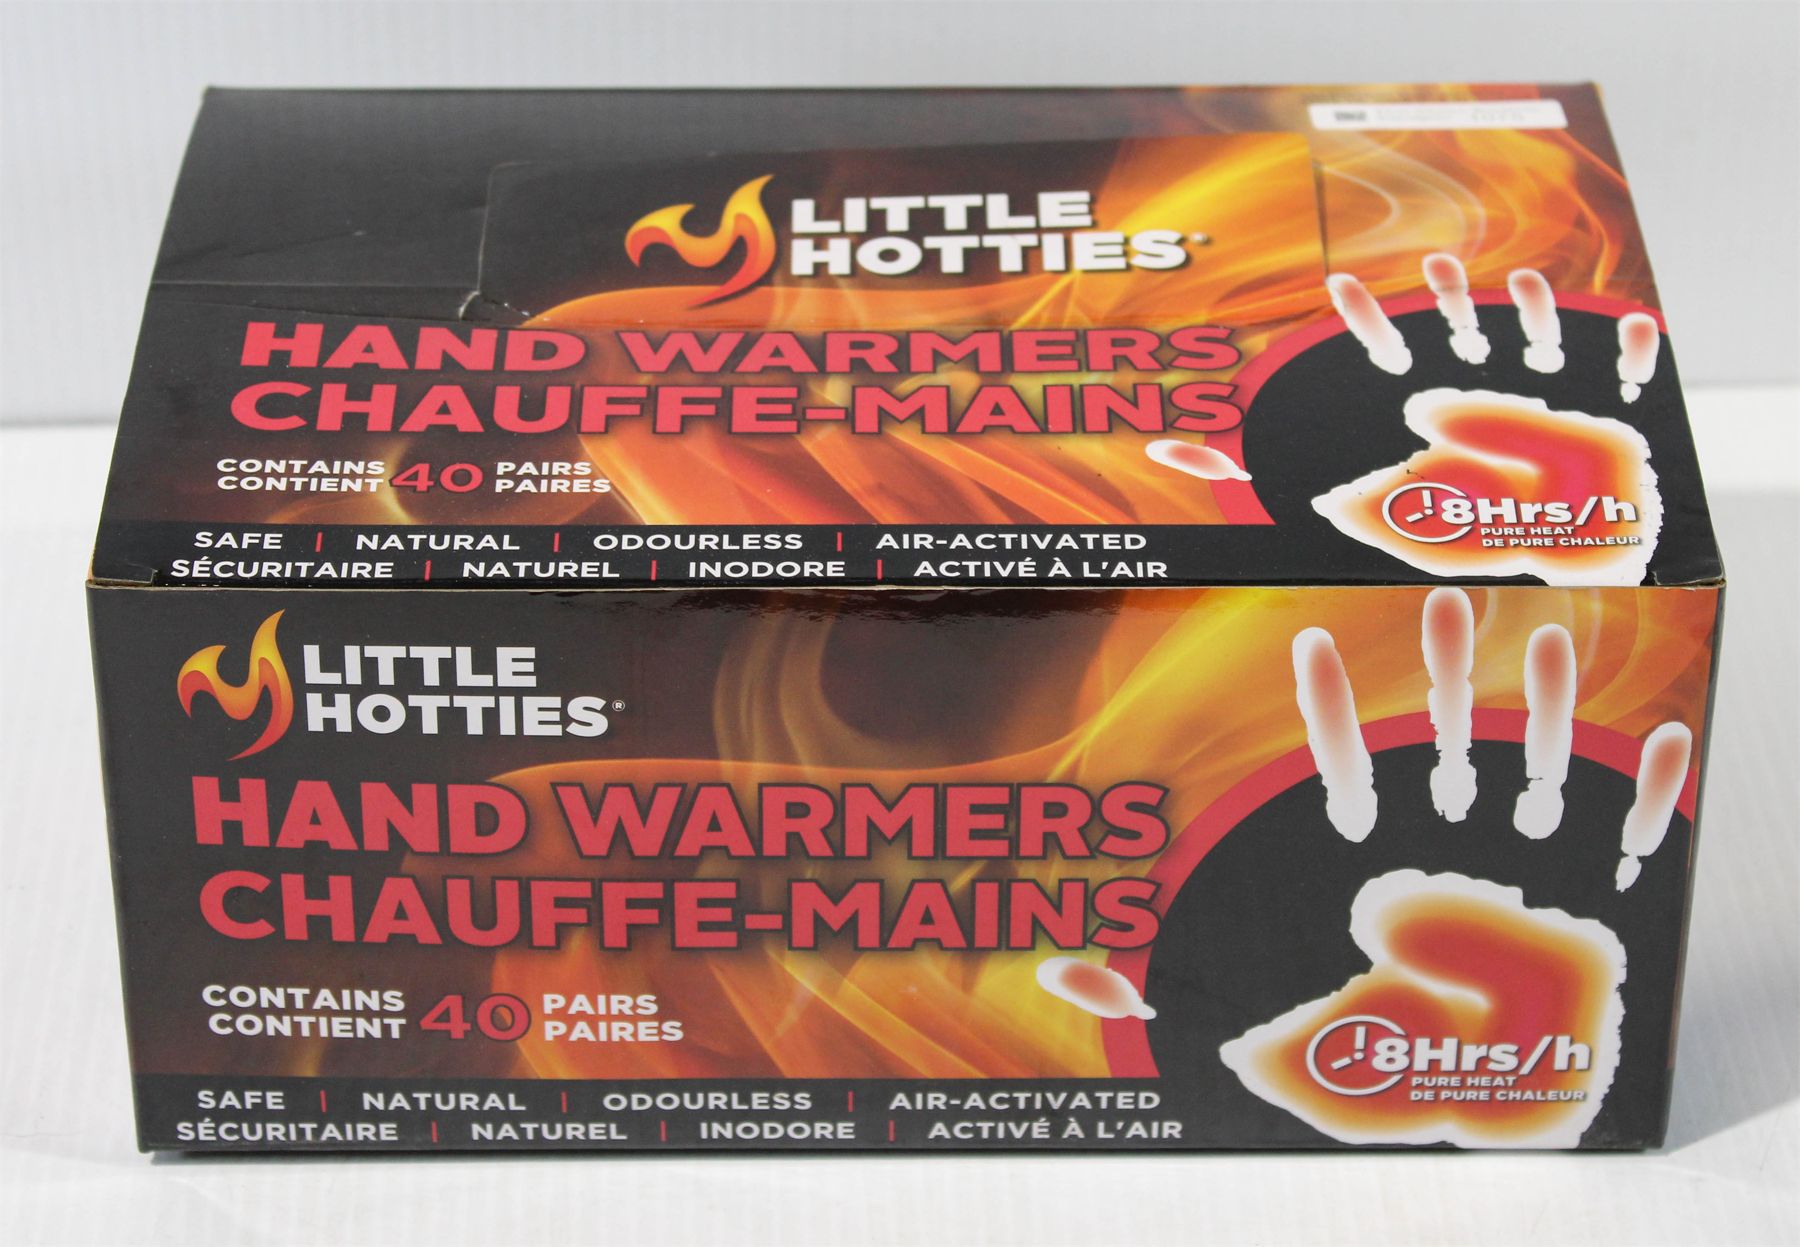 LITTLE
HOTTIES®
HAND WARMERS
CHAUFFE-MAINS
CONTAINS 40 PAIRS
CONTIENT PAIRES
8Hrs/h
PURE HEAT
DE PURE CHALEUR
SAFE | NATURAL | ODOURLESS | AIR-ACTIVATED
SÉCURITAIRE | NATUREL | INODORE | ACTIVÉ À L'AIR
LITTLE
HOTTIES®
HAND WARMERS
CHAUFFE-MAINS
CONTAINS 40 PAIRS
CONTIENT PAIRES
8Hrs/h
PURE HEAT
DE PURE CHALEUR
SAFE | NATURAL | ODOURLESS | AIR-ACTIVATED
SÉCURITAIRE | NATUREL | INODORE | ACTIVÉ À L'AIR